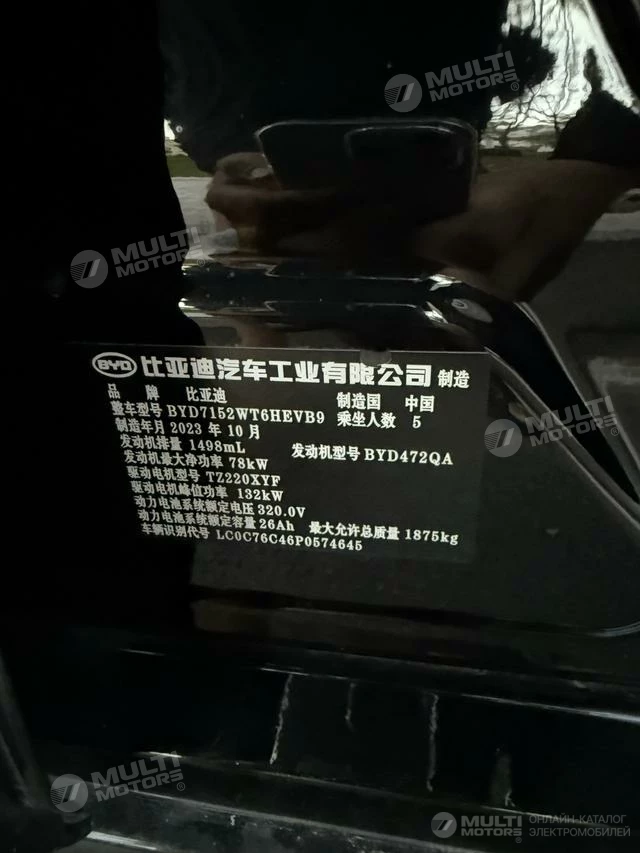 MULTI
MOTORS®
MULTI
MOTORS®
BYD 比亚迪汽车工业有限公司 制造
品 牌 比亚迪 制造国 中国
整车型号 BYD7152WT6HEVB9 乘坐人数 5
制造年月 2023 年 10 月
发动机排量 1498mL 发动机型号 BYD472QA
发动机最大净功率 78kW
驱动电机型号 TZ220XYF
驱动电机峰值功率 132kW
动力电池系统额定电压 320.0V
动力电池系统额定容量 26Ah 最大允许总质量 1875kg
车辆识别代号 LC0C76C46P0574645
MULTI
MOTORS®
MULTI
MOTORS®
MULTI
MOTORS®
ОНЛАЙН-КАТАЛОГ
ЭЛЕКТРОМОБИЛЕЙ